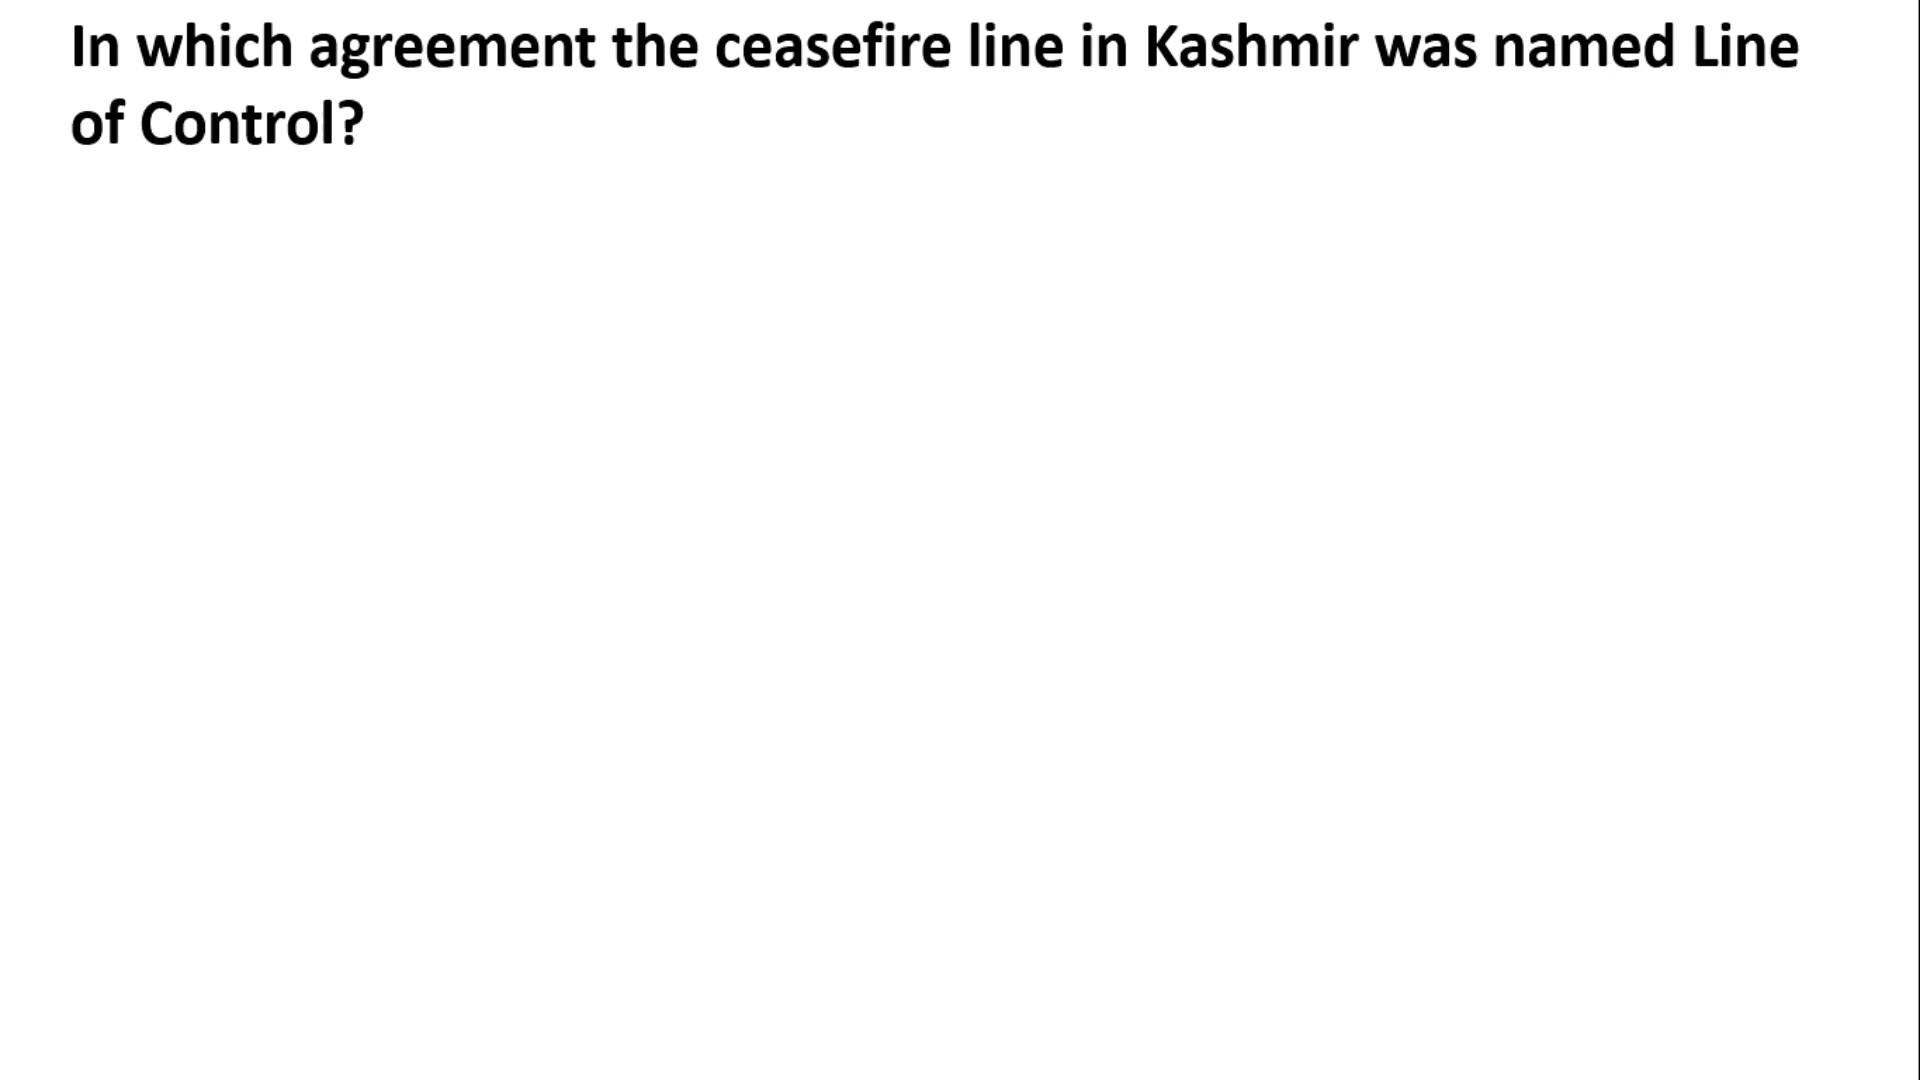 In which agreement the ceasefire line in Kashmir was named Line
of Control?